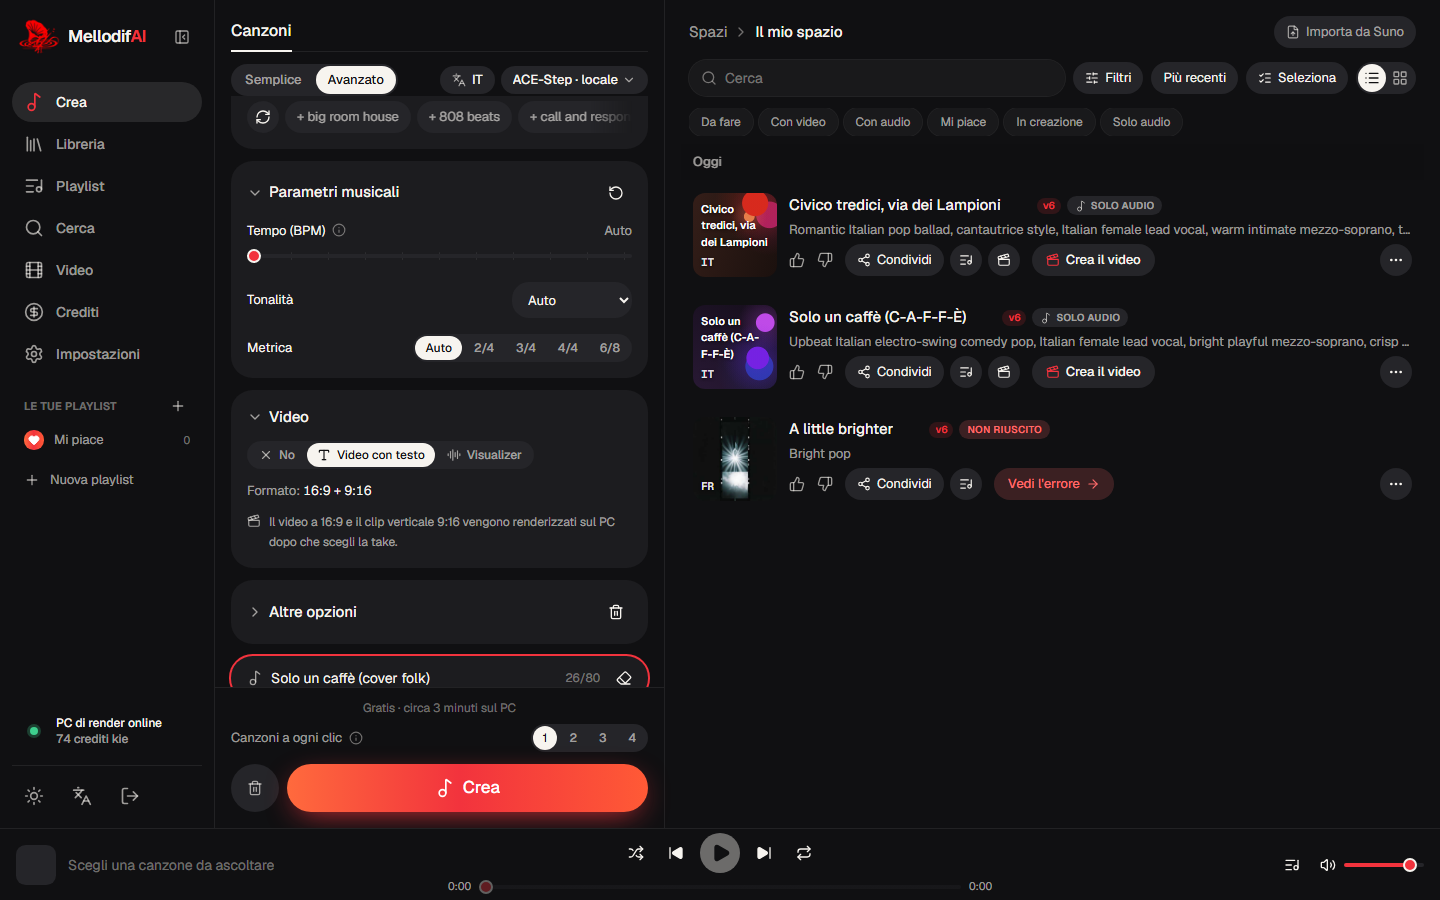 MellodifAI
Crea
Libreria
Playlist
Cerca
Video
Crediti
Impostazioni
LE TUE PLAYLIST
Mi piace
0
Nuova playlist
PC di render online
74 crediti kie
Canzoni
Semplice
Avanzato
IT
ACE-Step · locale
+ big room house
+ 808 beats
+ call and respon
Parametri musicali
Tempo (BPM)
Auto
Tonalità
Auto
Metrica
Auto
2/4
3/4
4/4
6/8
Video
No
Video con testo
Visualizer
Formato: 16:9 + 9:16
Il video a 16:9 e il clip verticale 9:16 vengono renderizzati sul PC
dopo che scegli la take.
Altre opzioni
Solo un caffè (cover folk)
26/80
Gratis · circa 3 minuti sul PC
Canzoni a ogni clic
1
2
3
4
Crea
Spazi
Il mio spazio
Importa da Suno
Cerca
Filtri
Più recenti
Seleziona
Da fare
Con video
Con audio
Mi piace
In creazione
Solo audio
Oggi
Civico
tredici, via
dei Lampioni
IT
Civico tredici, via dei Lampioni
v6
SOLO AUDIO
Romantic Italian pop ballad, cantautrice style, Italian female lead vocal, warm intimate mezzo-soprano, t...
Condividi
Crea il video
Solo un
caffè (C-A-
F-F-È)
IT
Solo un caffè (C-A-F-F-È)
v6
SOLO AUDIO
Upbeat Italian electro-swing comedy pop, Italian female lead vocal, bright playful mezzo-soprano, crisp ...
Condividi
Crea il video
FR
A little brighter
v6
NON RIUSCITO
Bright pop
Condividi
Vedi l'errore
Scegli una canzone da ascoltare
0:00
0:00